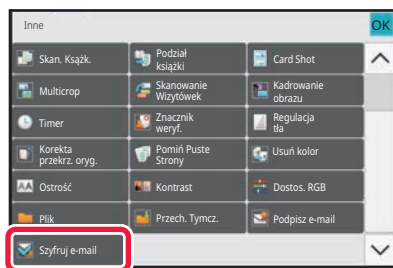 Inne
OK
Skan. Książk.
Podział
książki
Card Shot
Multicrop
Skanowanie
Wizytówek
Kadrowanie
obrazu
Timer
Znacznik
weryf.
Regulacja
tła
Korekta
przekrz. oryg.
Pomiń Puste
Strony
Usuń kolor
AA Ostrość
Kontrast
Dostos. RGB
Plik
Przech. Tymcz.
Podpisz e-mail
Szyfruj e-mail